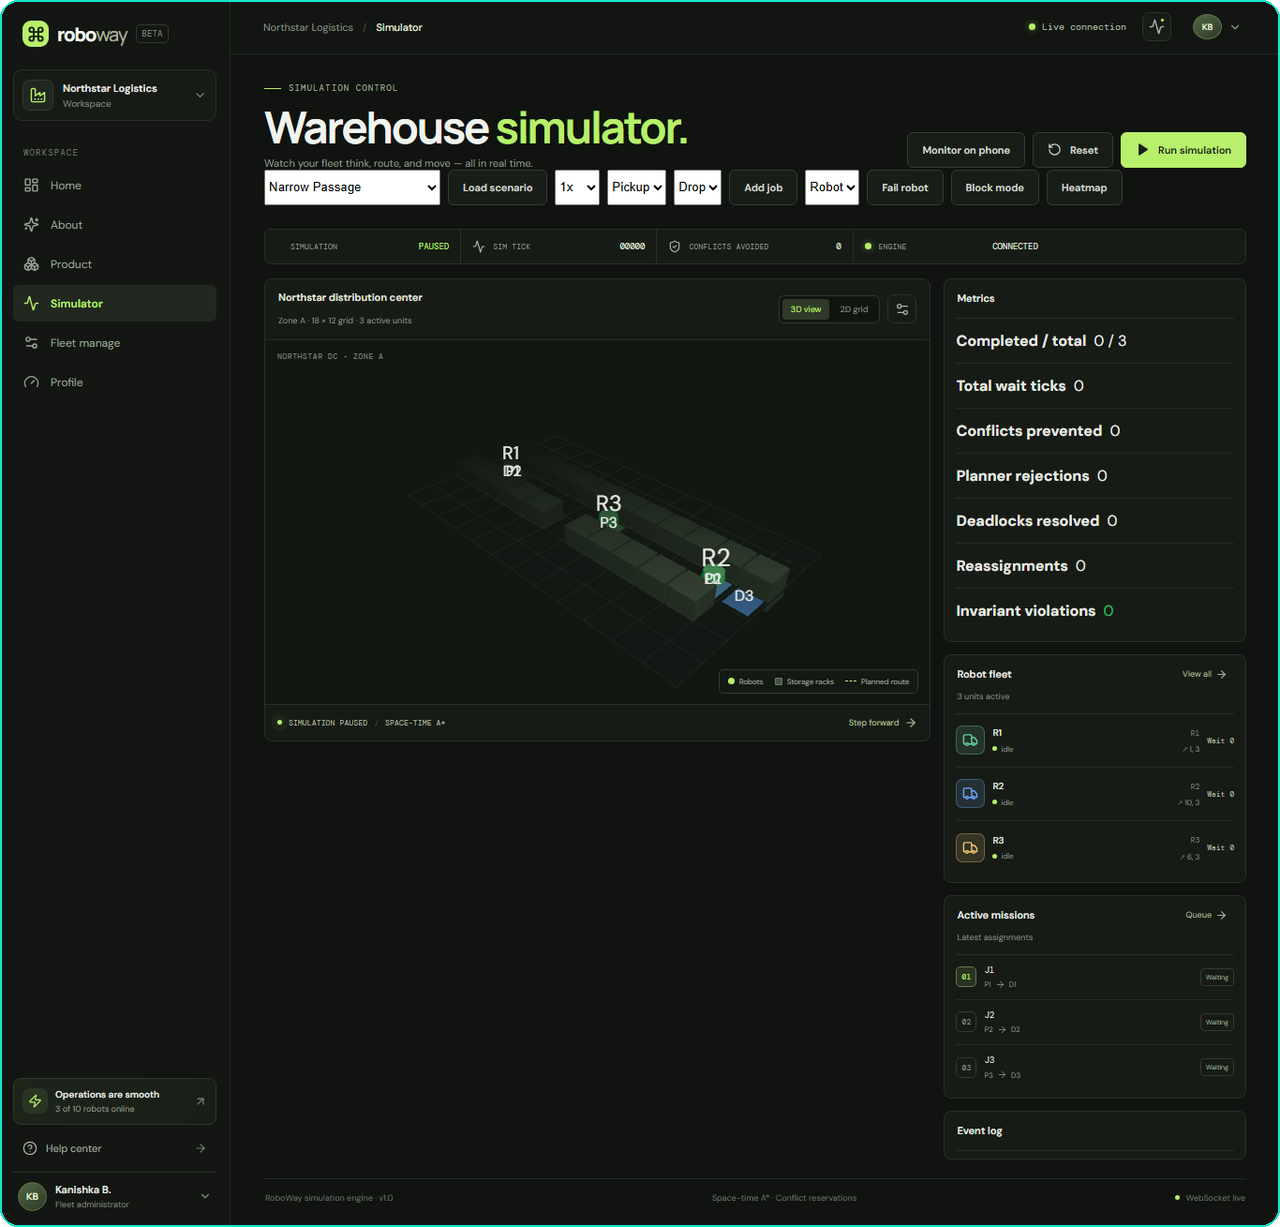 roboway BETA
Northstar Logistics
Workspace
WORKSPACE
Home
About
Product
Simulator
Fleet manage
Profile
Operations are smooth
3 of 10 robots online
Help center
KB
Kanishka B.
Fleet administrator
Northstar Logistics / Simulator
Live connection
KB
SIMULATION CONTROL
Warehouse simulator.
Watch your fleet think, route, and move — all in real time.
Monitor on phone
Reset
Run simulation
Narrow Passage
Load scenario
1x
Pickup
Drop
Add job
Robot
Fail robot
Block mode
Heatmap
SIMULATION PAUSED
SIM TICK 00000
CONFLICTS AVOIDED 0
ENGINE CONNECTED
Northstar distribution center
Zone A · 18 × 12 grid · 3 active units
3D view
2D grid
NORTHSTAR DC - ZONE A
R1
R3
P3
R2
D3
Robots
Storage racks
Planned route
SIMULATION PAUSED / SPACE-TIME A*
Step forward
Metrics
Completed / total 0 / 3
Total wait ticks 0
Conflicts prevented 0
Planner rejections 0
Deadlocks resolved 0
Reassignments 0
Invariant violations 0
Robot fleet
View all
3 units active
R1
idle
R1
↗ 1, 3
Wait 0
R2
idle
R2
↗ 10, 3
Wait 0
R3
idle
R3
↗ 6, 3
Wait 0
Active missions
Queue
Latest assignments
01
J1
P1 → D1
Waiting
02
J2
P2 → D2
Waiting
03
J3
P3 → D3
Waiting
Event log
RoboWay simulation engine · v1.0
Space-time A* · Conflict reservations
WebSocket live